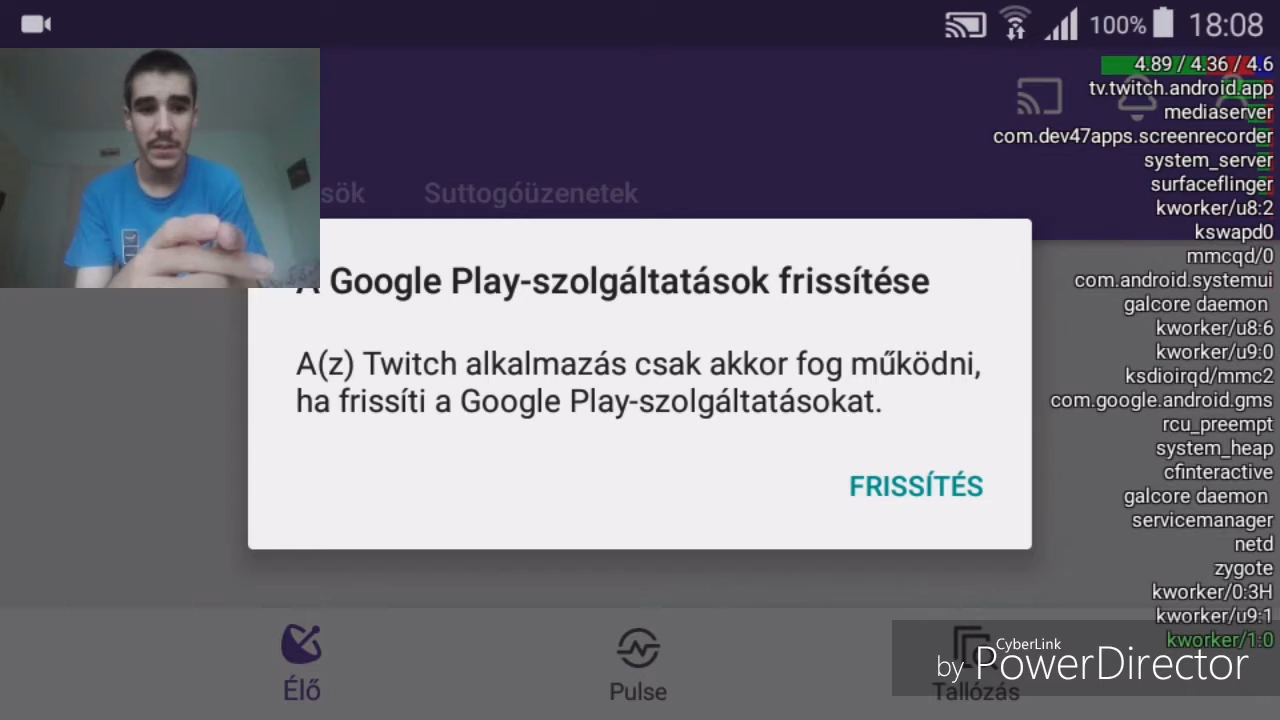 100% 18:08
4.89 / 4.36 / 4.6
tv.twitch.android.app
mediaserver
com.dev47apps.screenrecorder
system_server
surfaceflinger
kworker/u8:2
kswapd0
mmcqd/0
com.android.systemui
galcore daemon
kworker/u8:6
kworker/u9:0
ksdioirqd/mmc2
com.google.android.gms
rcu_preempt
system_heap
cfinteractive
galcore daemon
servicemanager
netd
zygote
kworker/0:3H
kworker/u9:1
kworker/1:0
sök Suttogóüzenetek
A Google Play-szolgáltatások frissítése
A(z) Twitch alkalmazás csak akkor fog működni,
ha frissíti a Google Play-szolgáltatásokat.
FRISSÍTÉS
Élő Pulse Tallózás
CyberLink
by PowerDirector